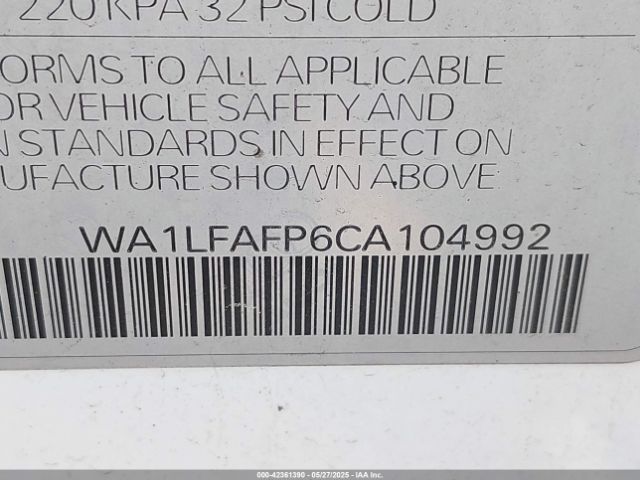 220 KPA 32 PSI COLD
ORMS TO ALL APPLICABLE
OR VEHICLE SAFETY AND
N STANDARDS IN EFFECT ON
UFACTURE SHOWN ABOVE
WA1LFAFP6CA104992
000-42361390 - 05/27/2025 - IAA Inc.